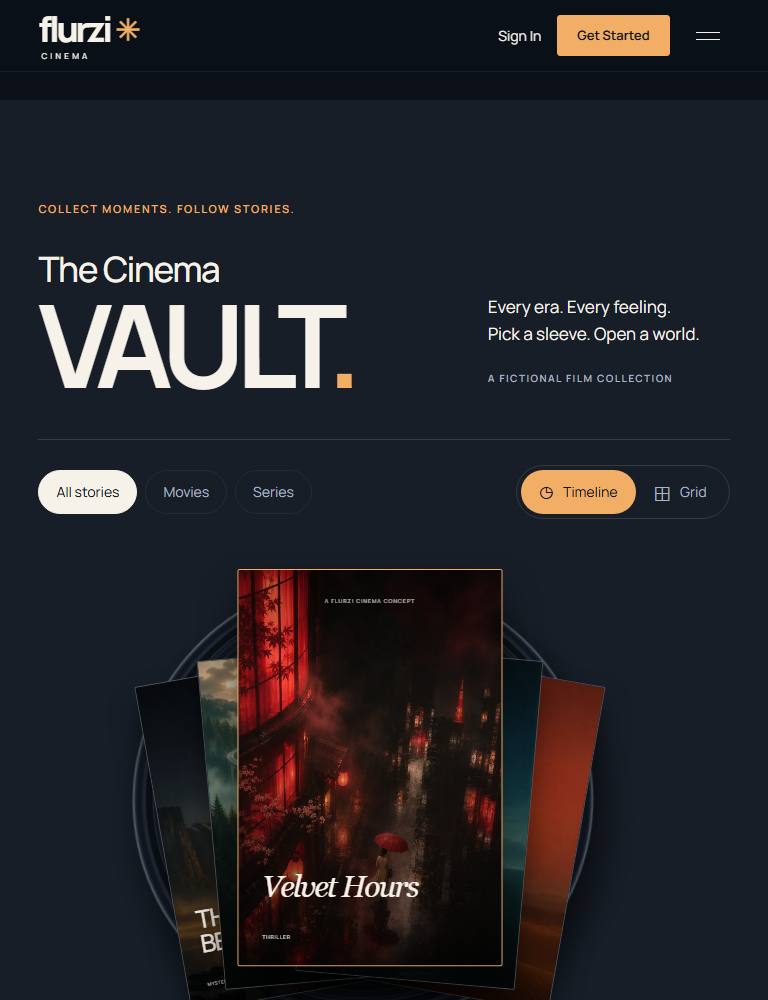 flurzi
CINEMA
Sign In
Get Started
COLLECT MOMENTS. FOLLOW STORIES.
The Cinema
VAULT.
Every era. Every feeling.
Pick a sleeve. Open a world.
A FICTIONAL FILM COLLECTION
All stories
Movies
Series
Timeline
Grid
A FLURZI CINEMA CONCEPT
Velvet Hours
THRILLER